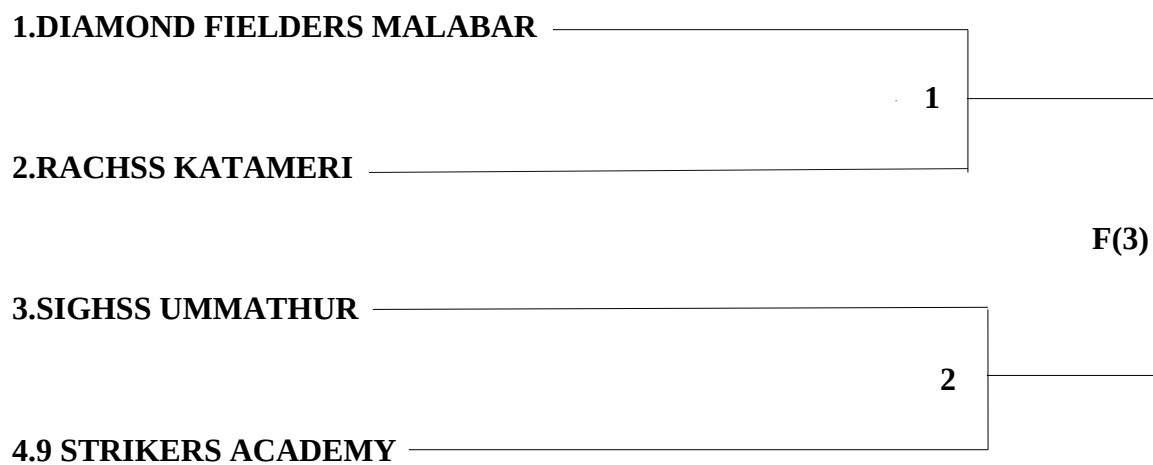 1.DIAMOND FIELDERS MALABAR
1
2.RACHSS KATAMERI
F(3)
3.SIGHSS UMMATHUR
2
4.9 STRIKERS ACADEMY